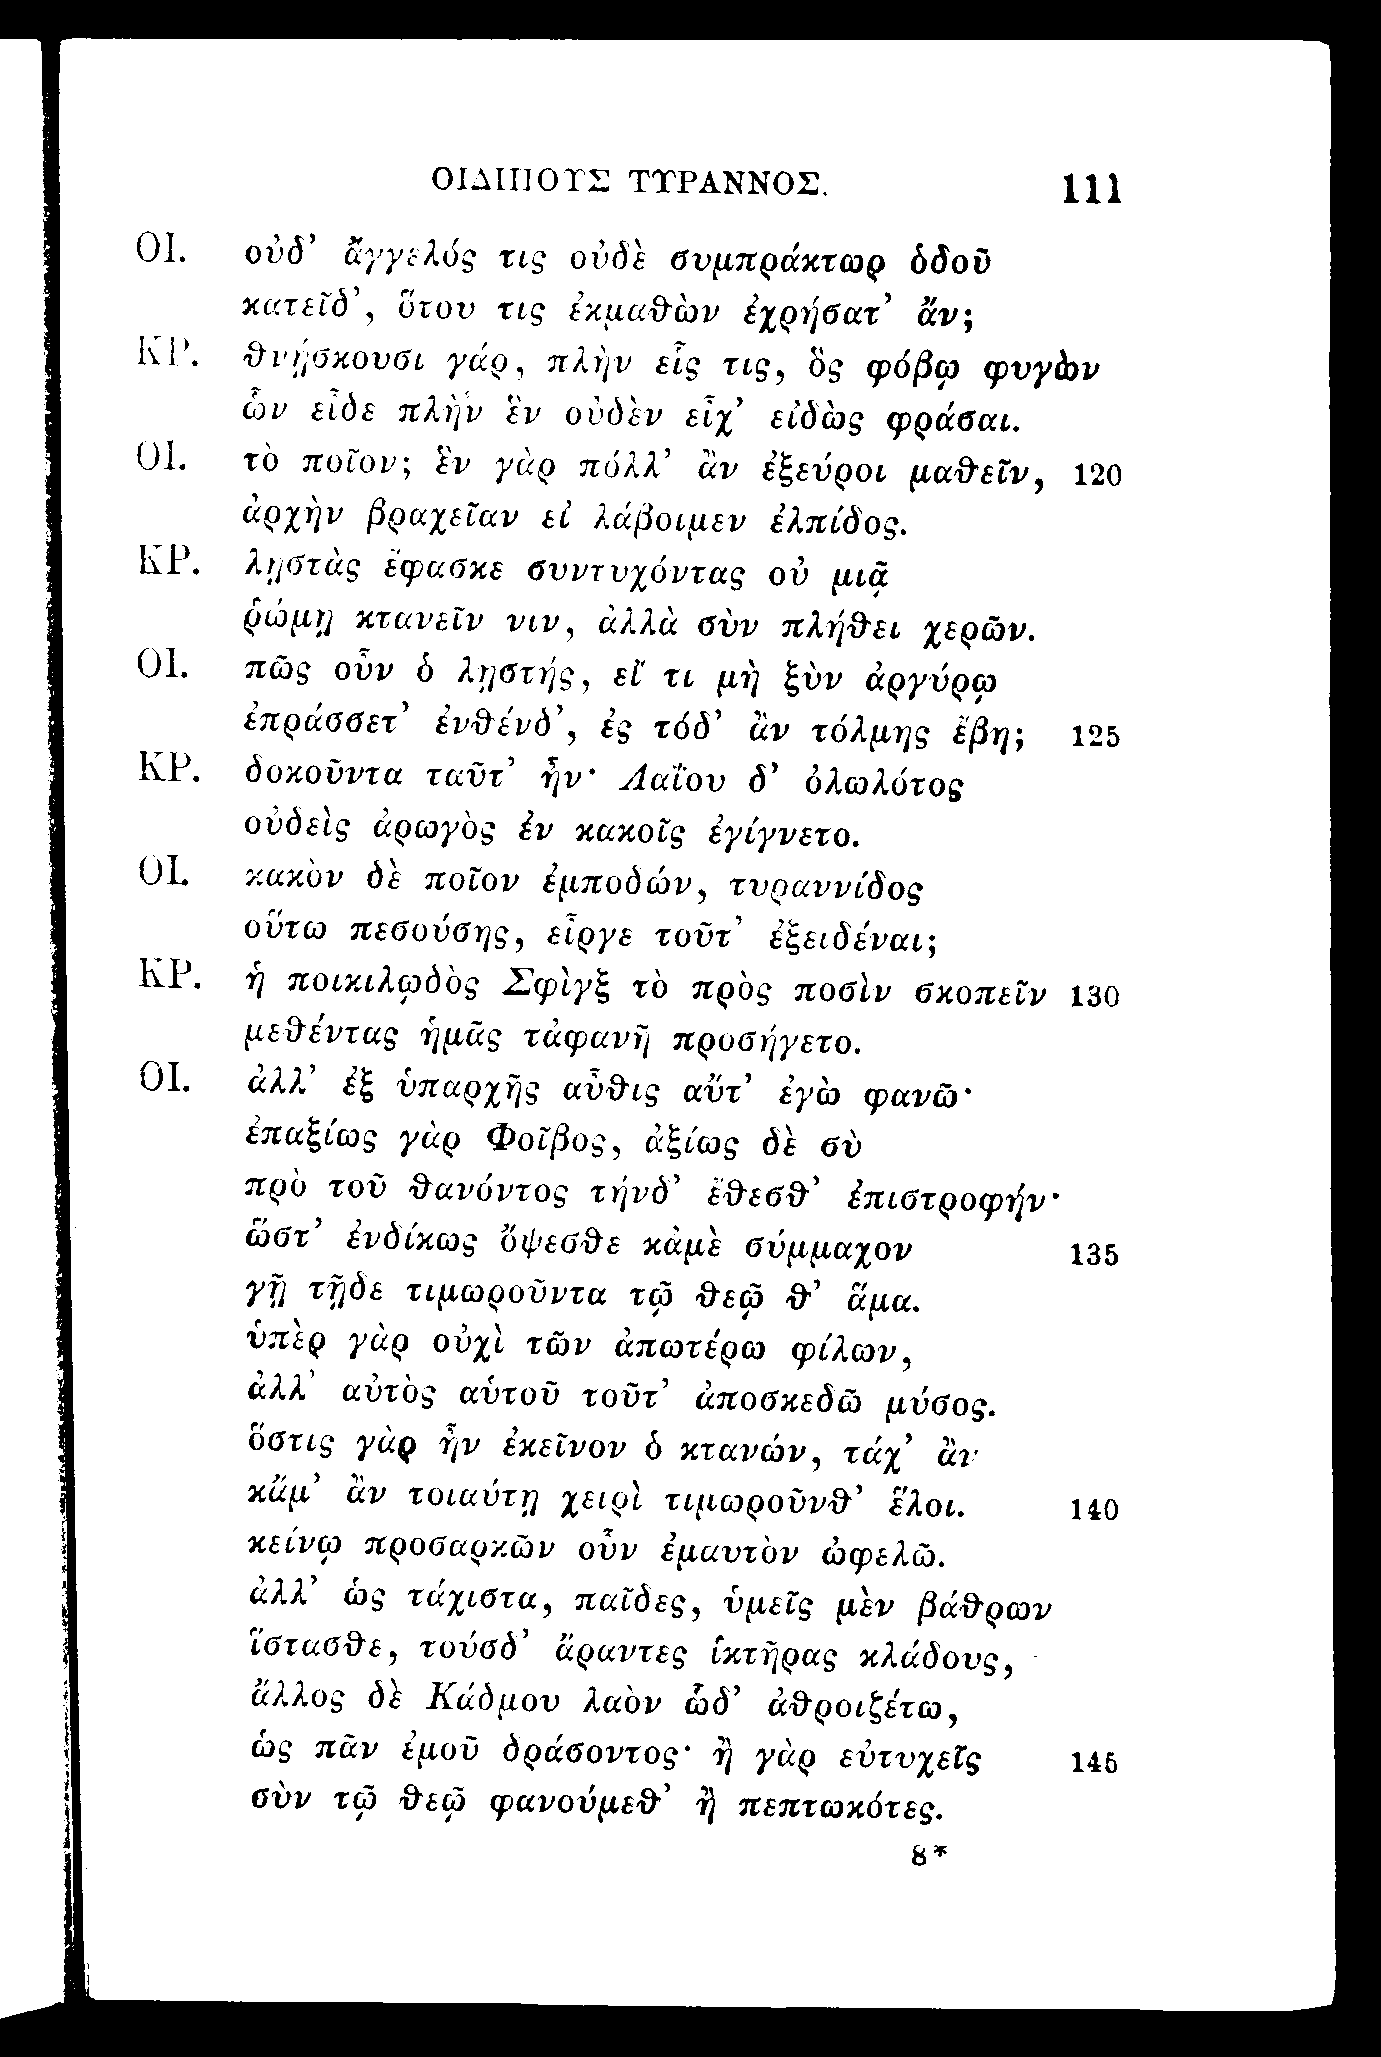 ΟΙΔΙΠΟΥΣ ΤΥΡΑΝΝΟΣ. 111
ΟΙ. οὐδ’ ἄγγελός τις οὐδὲ συμπράκτωρ ὁδοῦ
κατεῖδ’, ὅτου τις ἐκμαθὼν ἐχρήσατ’ ἄν;
ΚΡ. θνῄσκουσι γάρ, πλὴν εἷς τις, ὃς φόβῳ φυγὼν
ὧν εἶδε πλὴν ἓν οὐδὲν εἶχ’ εἰδὼς φράσαι.
ΟΙ. τὸ ποῖον; ἓν γὰρ πόλλ’ ἂν ἐξεύροι μαθεῖν, 120
ἀρχὴν βραχεῖαν εἰ λάβοιμεν ἐλπίδος.
ΚΡ. λῃστὰς ἔφασκε συντυχόντας οὐ μιᾷ
ῥώμῃ κτανεῖν νιν, ἀλλὰ σὺν πλήθει χερῶν.
ΟΙ. πῶς οὖν ὁ λῃστής, εἴ τι μὴ ξὺν ἀργύρῳ
ἐπράσσετ’ ἐνθένδ’, ἐς τόδ’ ἂν τόλμης ἔβη; 125
ΚΡ. δοκοῦντα ταῦτ’ ἦν· Λαΐου δ’ ὀλωλότος
οὐδεὶς ἀρωγὸς ἐν κακοῖς ἐγίγνετο.
ΟΙ. κακὸν δὲ ποῖον ἐμποδών, τυραννίδος
οὕτω πεσούσης, εἶργε τοῦτ’ ἐξειδέναι;
ΚΡ. ἡ ποικιλῳδὸς Σφὶγξ τὸ πρὸς ποσὶν σκοπεῖν 130
μεθέντας ἡμᾶς τἀφανῆ προσήγετο.
ΟΙ. ἀλλ’ ἐξ ὑπαρχῆς αὖθις αὔτ’ ἐγὼ φανῶ·
ἐπαξίως γὰρ Φοῖβος, ἀξίως δὲ σὺ
πρὸ τοῦ θανόντος τήνδ’ ἔθεσθ’ ἐπιστροφήν·
ὥστ’ ἐνδίκως ὄψεσθε κἀμὲ σύμμαχον 135
γῇ τῇδε τιμωροῦντα τῷ θεῷ θ’ ἅμα.
ὑπὲρ γὰρ οὐχὶ τῶν ἀπωτέρω φίλων,
ἀλλ’ αὐτὸς αὑτοῦ τοῦτ’ ἀποσκεδῶ μύσος.
ὅστις γὰρ ἦν ἐκεῖνον ὁ κτανών, τάχ’ ἂν
κἄμ’ ἂν τοιαύτῃ χειρὶ τιμωροῦνθ’ ἕλοι. 140
κείνῳ προσαρκῶν οὖν ἐμαυτὸν ὠφελῶ.
ἀλλ’ ὡς τάχιστα, παῖδες, ὑμεῖς μὲν βάθρων
ἵστασθε, τούσδ’ ἄραντες ἱκτῆρας κλάδους,
ἄλλος δὲ Κάδμου λαὸν ὧδ’ ἀθροιζέτω,
ὡς πᾶν ἐμοῦ δράσοντος· ἢ γὰρ εὐτυχεῖς 145
σὺν τῷ θεῷ φανούμεθ’ ἢ πεπτωκότες.
8*